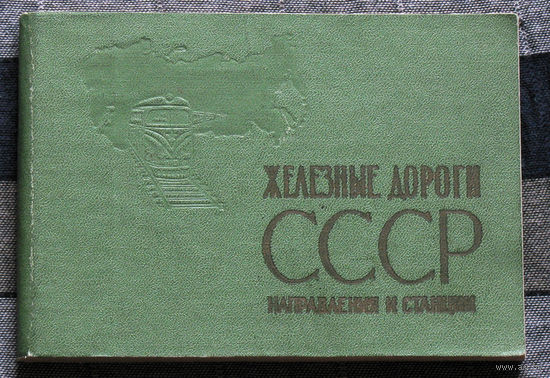 ЖЕЛЕЗНЫЕ ДОРОГИ
СССР
НАПРАВЛЕНИЯ И СТАНЦИИ